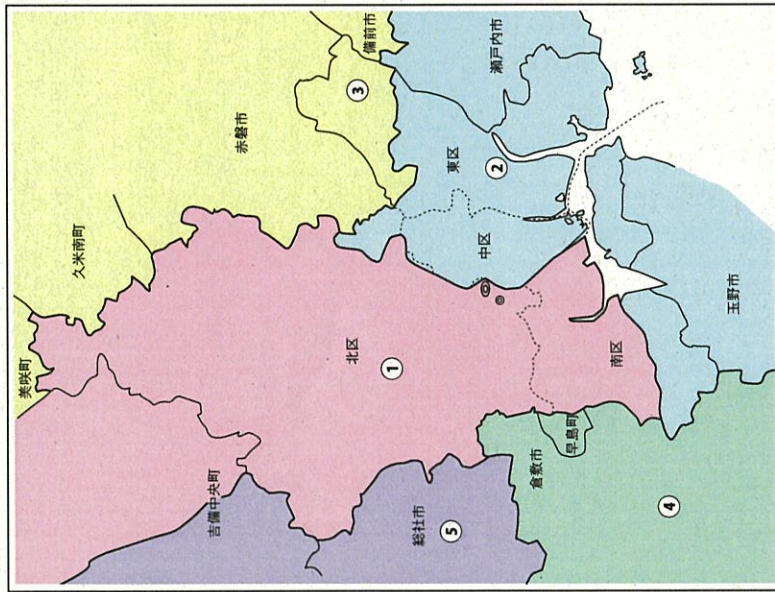 美咲町
久米南町
赤磐市
備前市
③
吉備中央町
北区
①
瀬戸内市
東区
②
中区
総社市
⑤
倉敷市
早島町
南区
玉野市
④